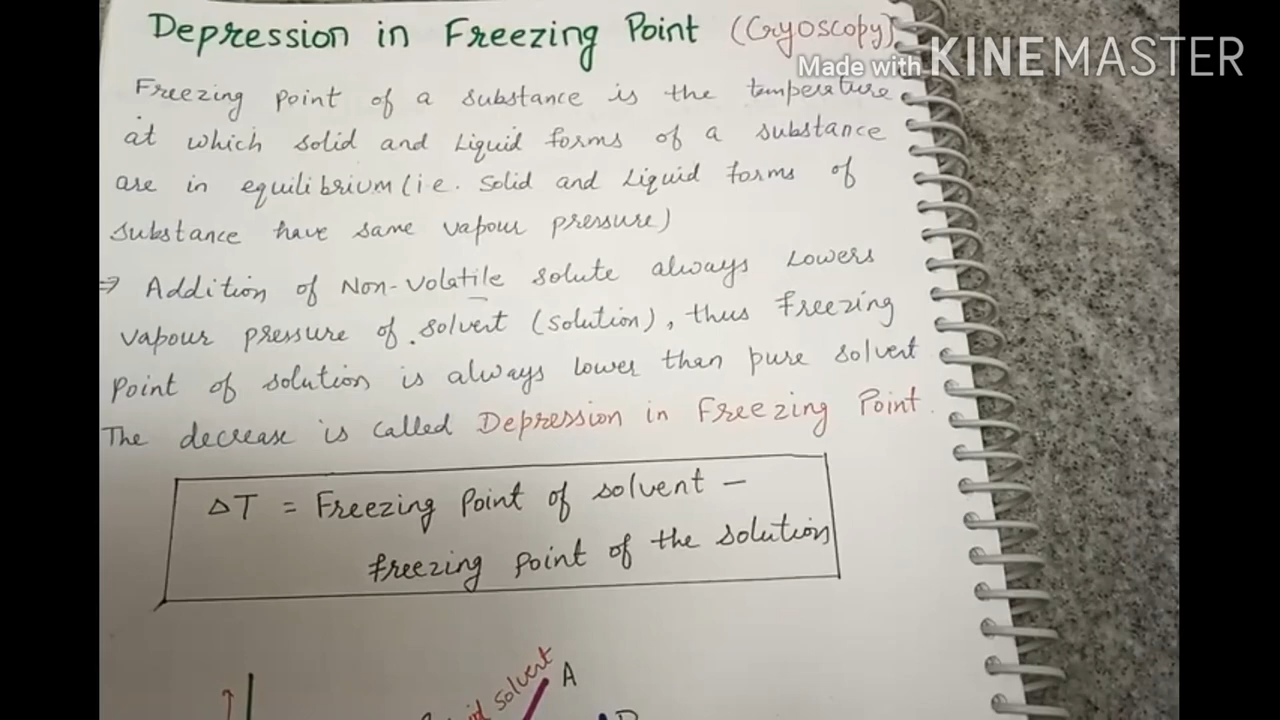 Depression in Freezing Point (Cryoscopy)
Made with KINEMASTER
Freezing point of a substance is the temperature
at which solid and Liquid forms of a substance
are in equilibrium (i.e. solid and Liquid forms of
substance have same vapour pressure)
⇒ Addition of Non-volatile solute always Lowers
vapour pressure of solvent (solution), thus freezing
point of solution is always lower than pure solvent
The decrease is called Depression in Freezing Point.
ΔT = Freezing Point of solvent –
freezing point of the solution
solvent A